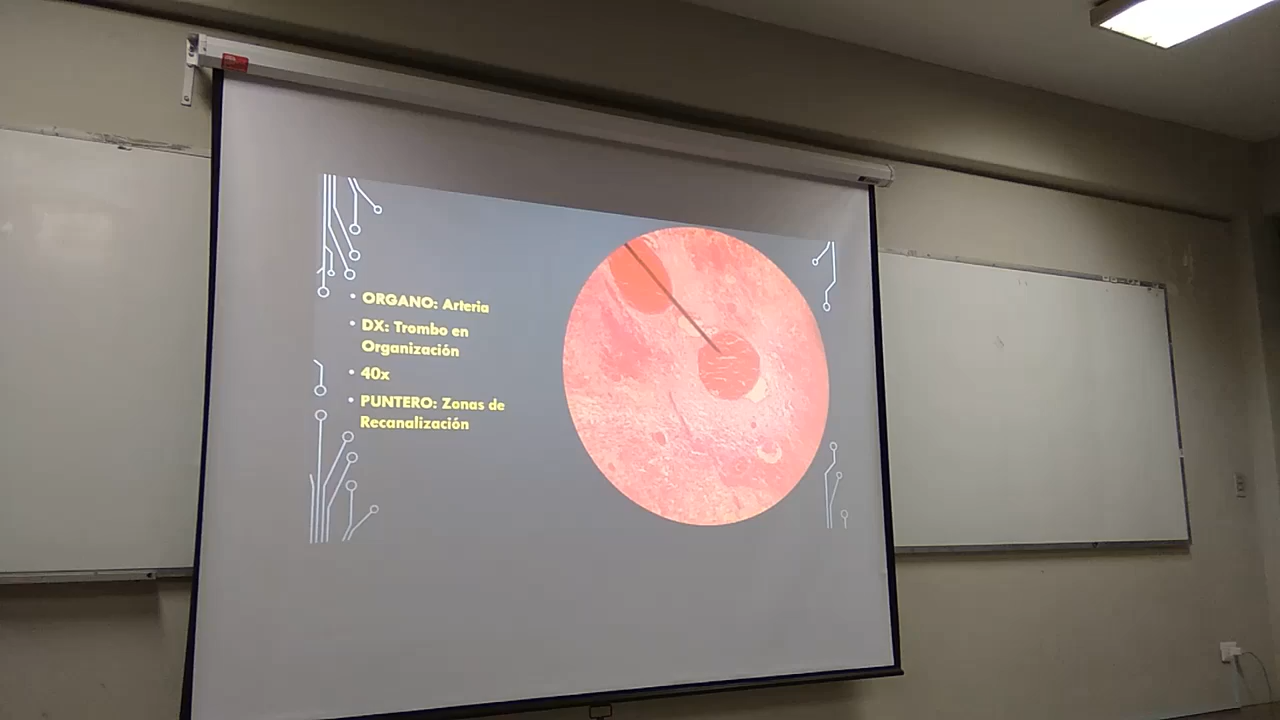 • ORGANO: Arteria
• DX: Trombo en
Organización
• 40x
• PUNTERO: Zonas de
Recanalización